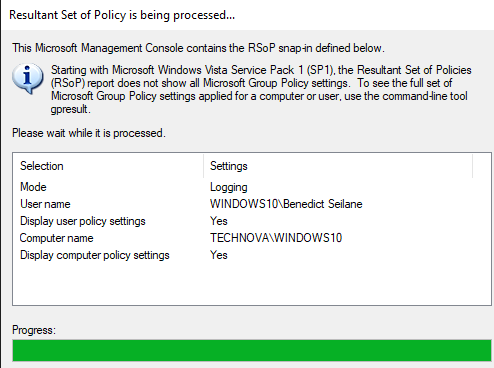 Resultant Set of Policy is being processed...
This Microsoft Management Console contains the RSoP snap-in defined below.
Starting with Microsoft Windows Vista Service Pack 1 (SP1), the Resultant Set of Policies
(RSoP) report does not show all Microsoft Group Policy settings. To see the full set of
Microsoft Group Policy settings applied for a computer or user, use the command-line tool
gpresult.
Please wait while it is processed.
Selection Settings
Mode Logging
User name WINDOWS10\Benedict Seilane
Display user policy settings Yes
Computer name TECHNOVA\WINDOWS10
Display computer policy settings Yes
Progress: